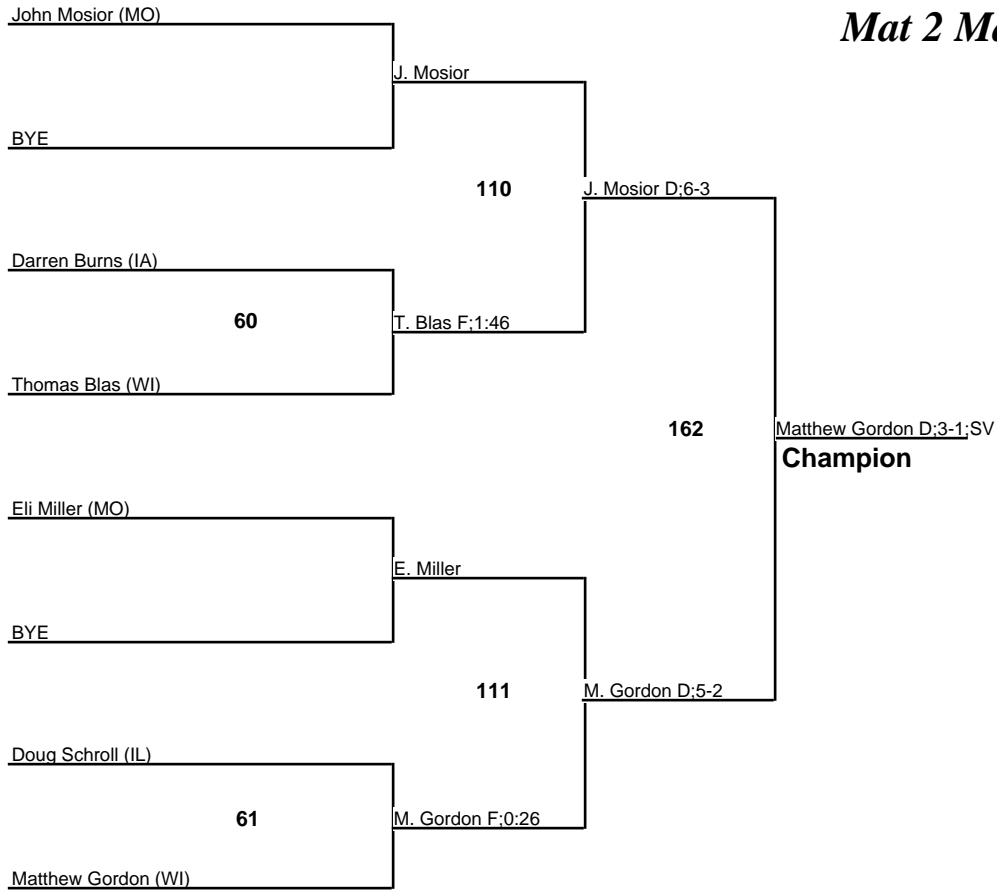 John Mosior (MO)
Mat 2
J. Mosior
BYE
110
J. Mosior D;6-3
Darren Burns (IA)
60
T. Blas F;1:46
Thomas Blas (WI)
162
Matthew Gordon D;3-1;SV
Champion
Eli Miller (MO)
E. Miller
BYE
111
M. Gordon D;5-2
Doug Schroll (IL)
61
M. Gordon F;0:26
Matthew Gordon (WI)